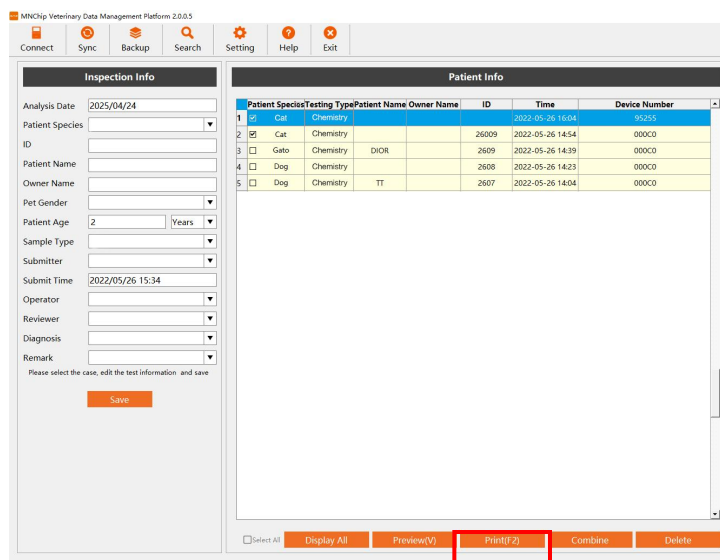 MNChip Veterinary Data Management Platform 2.0.0.5
Connect Sync Backup Search Setting Help Exit
Inspection Info
Analysis Date 2025/04/24
Patient Species
ID
Patient Name
Owner Name
Pet Gender
Patient Age 2 Years
Sample Type
Submitter
Submit Time 2022/05/26 15:34
Operator
Reviewer
Diagnosis
Remark
Please select the case, edit the test information and save
Save
Patient Info
Patient Species Testing Type Patient Name Owner Name ID Time Device Number
1 Cat Chemistry 2022-05-26 16:04 95255
2 Cat Chemistry 26009 2022-05-26 14:54 000C0
3 Gato Chemistry DIOR 2609 2022-05-26 14:39 000C0
4 Dog Chemistry 2608 2022-05-26 14:23 000C0
5 Dog Chemistry TT 2607 2022-05-26 14:04 000C0
Select All Display All Preview(V) Print(F2) Combine Delete